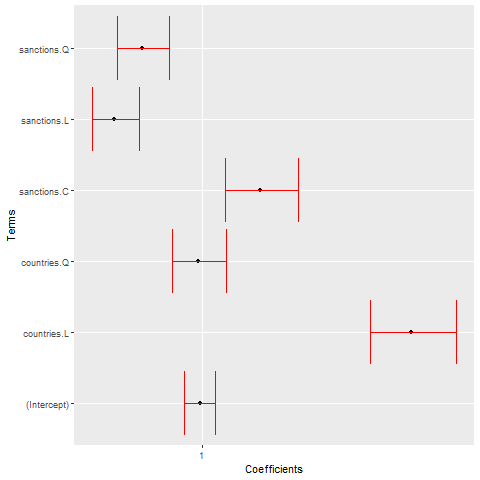 sanctions.Q
sanctions.L
sanctions.C
countries.Q
countries.L
(Intercept)
Terms
1
Coefficients